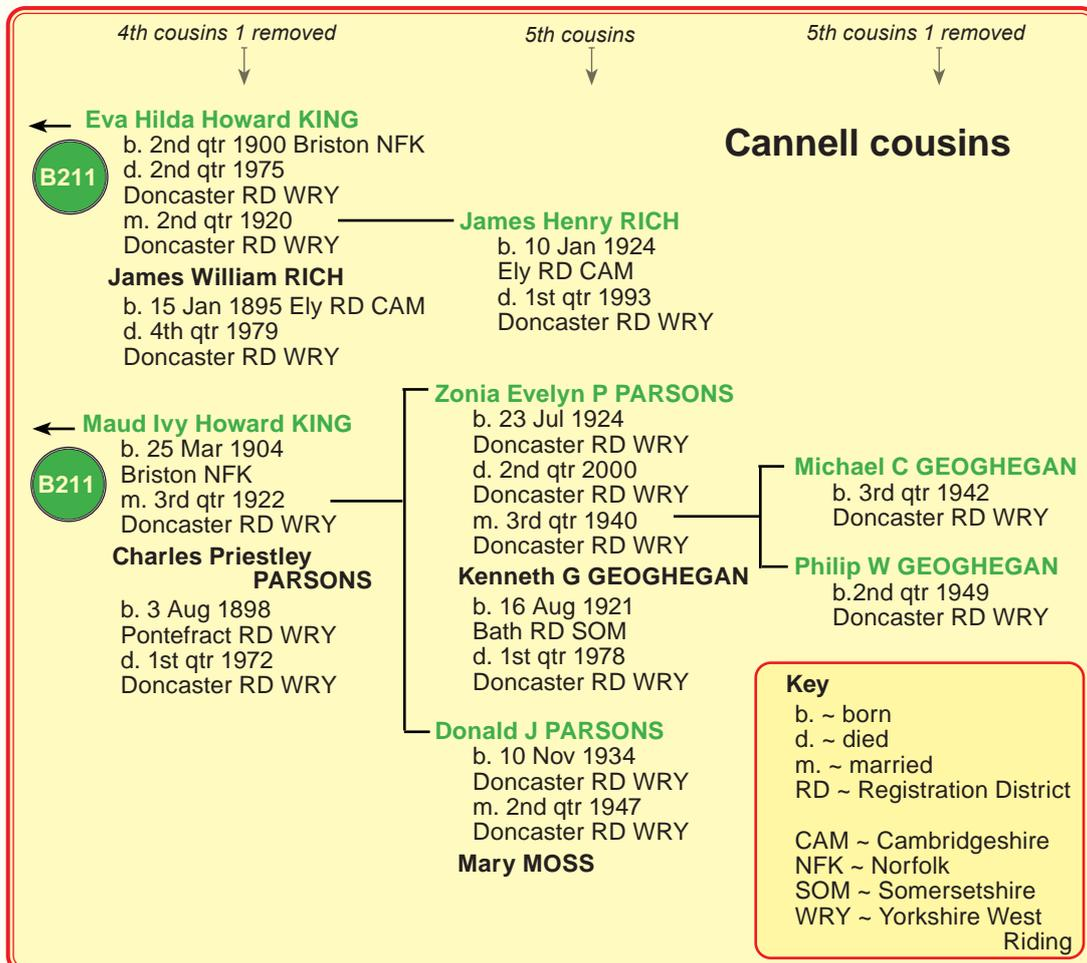 4th cousins 1 removed
5th cousins
5th cousins 1 removed
Cannell cousins
Eva Hilda Howard KING
B211
b. 2nd qtr 1900 Briston NFK
d. 2nd qtr 1975
Doncaster RD WRY
m. 2nd qtr 1920
Doncaster RD WRY
James William RICH
b. 15 Jan 1895 Ely RD CAM
d. 4th qtr 1979
Doncaster RD WRY
James Henry RICH
b. 10 Jan 1924
Ely RD CAM
d. 1st qtr 1993
Doncaster RD WRY
Maud Ivy Howard KING
B211
b. 25 Mar 1904
Briston NFK
m. 3rd qtr 1922
Doncaster RD WRY
Charles Priestley
PARSONS
b. 3 Aug 1898
Pontefract RD WRY
d. 1st qtr 1972
Doncaster RD WRY
Zonia Evelyn P PARSONS
b. 23 Jul 1924
Doncaster RD WRY
d. 2nd qtr 2000
Doncaster RD WRY
m. 3rd qtr 1940
Doncaster RD WRY
Kenneth G GEOGHEGAN
b. 16 Aug 1921
Bath RD SOM
d. 1st qtr 1978
Doncaster RD WRY
Donald J PARSONS
b. 10 Nov 1934
Doncaster RD WRY
m. 2nd qtr 1947
Doncaster RD WRY
Mary MOSS
Michael C GEOGHEGAN
b. 3rd qtr 1942
Doncaster RD WRY
Philip W GEOGHEGAN
b.2nd qtr 1949
Doncaster RD WRY
Key
b. ~ born
d. ~ died
m. ~ married
RD ~ Registration District
CAM ~ Cambridgeshire
NFK ~ Norfolk
SOM ~ Somersetshire
WRY ~ Yorkshire West
Riding